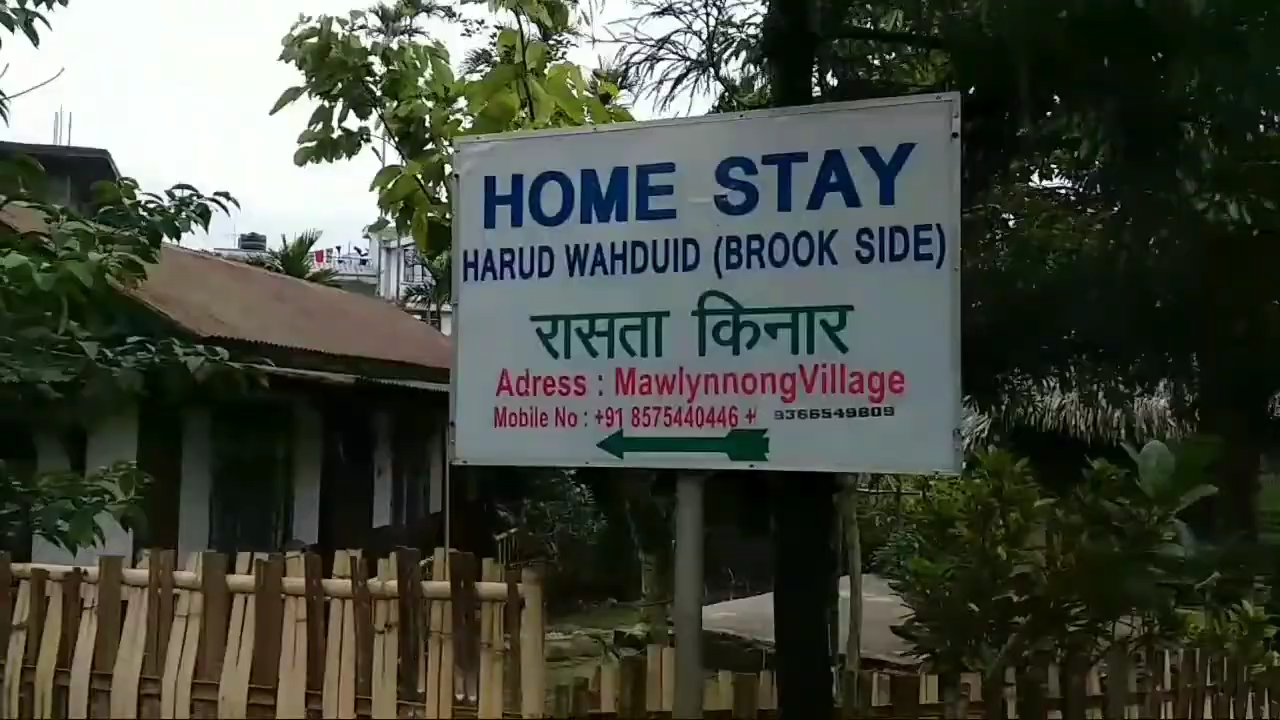 HOME STAY
HARUD WAHDUID (BROOK SIDE)
रासता किनार
Adress : MawlynnongVillage
Mobile No : +91 8575440446 + 9366549809